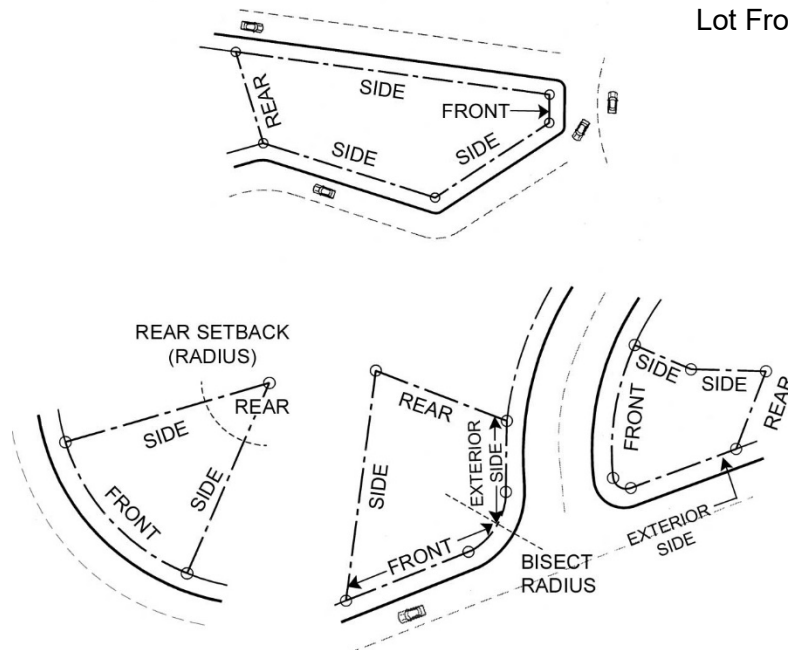 Lot Fro
SIDE
REAR
FRONT
SIDE
SIDE
REAR SETBACK
(RADIUS)
REAR
SIDE
SIDE
FRONT
REAR
SIDE
EXTERIOR
SIDE
FRONT
BISECT
RADIUS
SIDE
SIDE
FRONT
REAR
EXTERIOR
SIDE